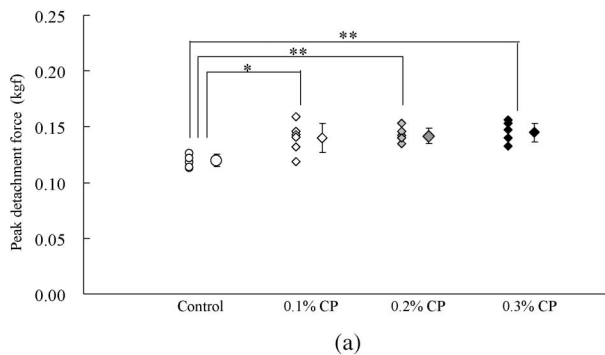 0.25
**
0.20
**
*
0.15
0.10
0.05
0.00
Peak detachment force (kgf)
Control
0.1% CP
0.2% CP
0.3% CP
(a)